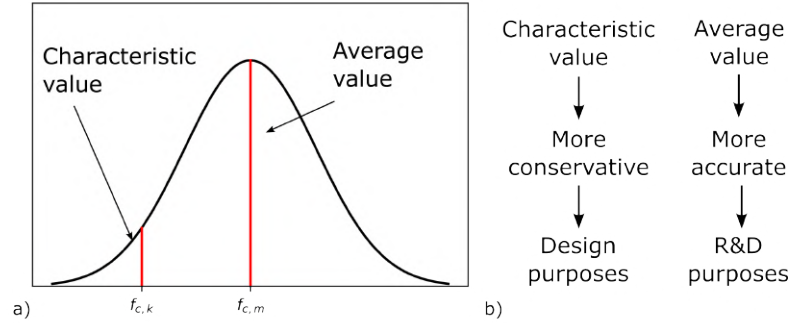 Characteristic
value
Average
value
f_{c,k}
f_{c,m}
a)
Characteristic
value
More
conservative
Design
purposes
Average
value
More
accurate
R&D
purposes
b)